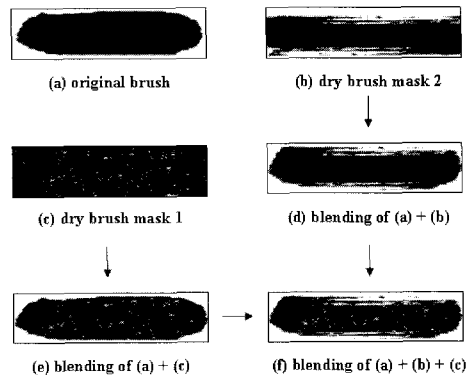 (a) original brush
(b) dry brush mask 2
(c) dry brush mask 1
(d) blending of (a) + (b)
(e) blending of (a) + (c)
(f) blending of (a) + (b) + (c)